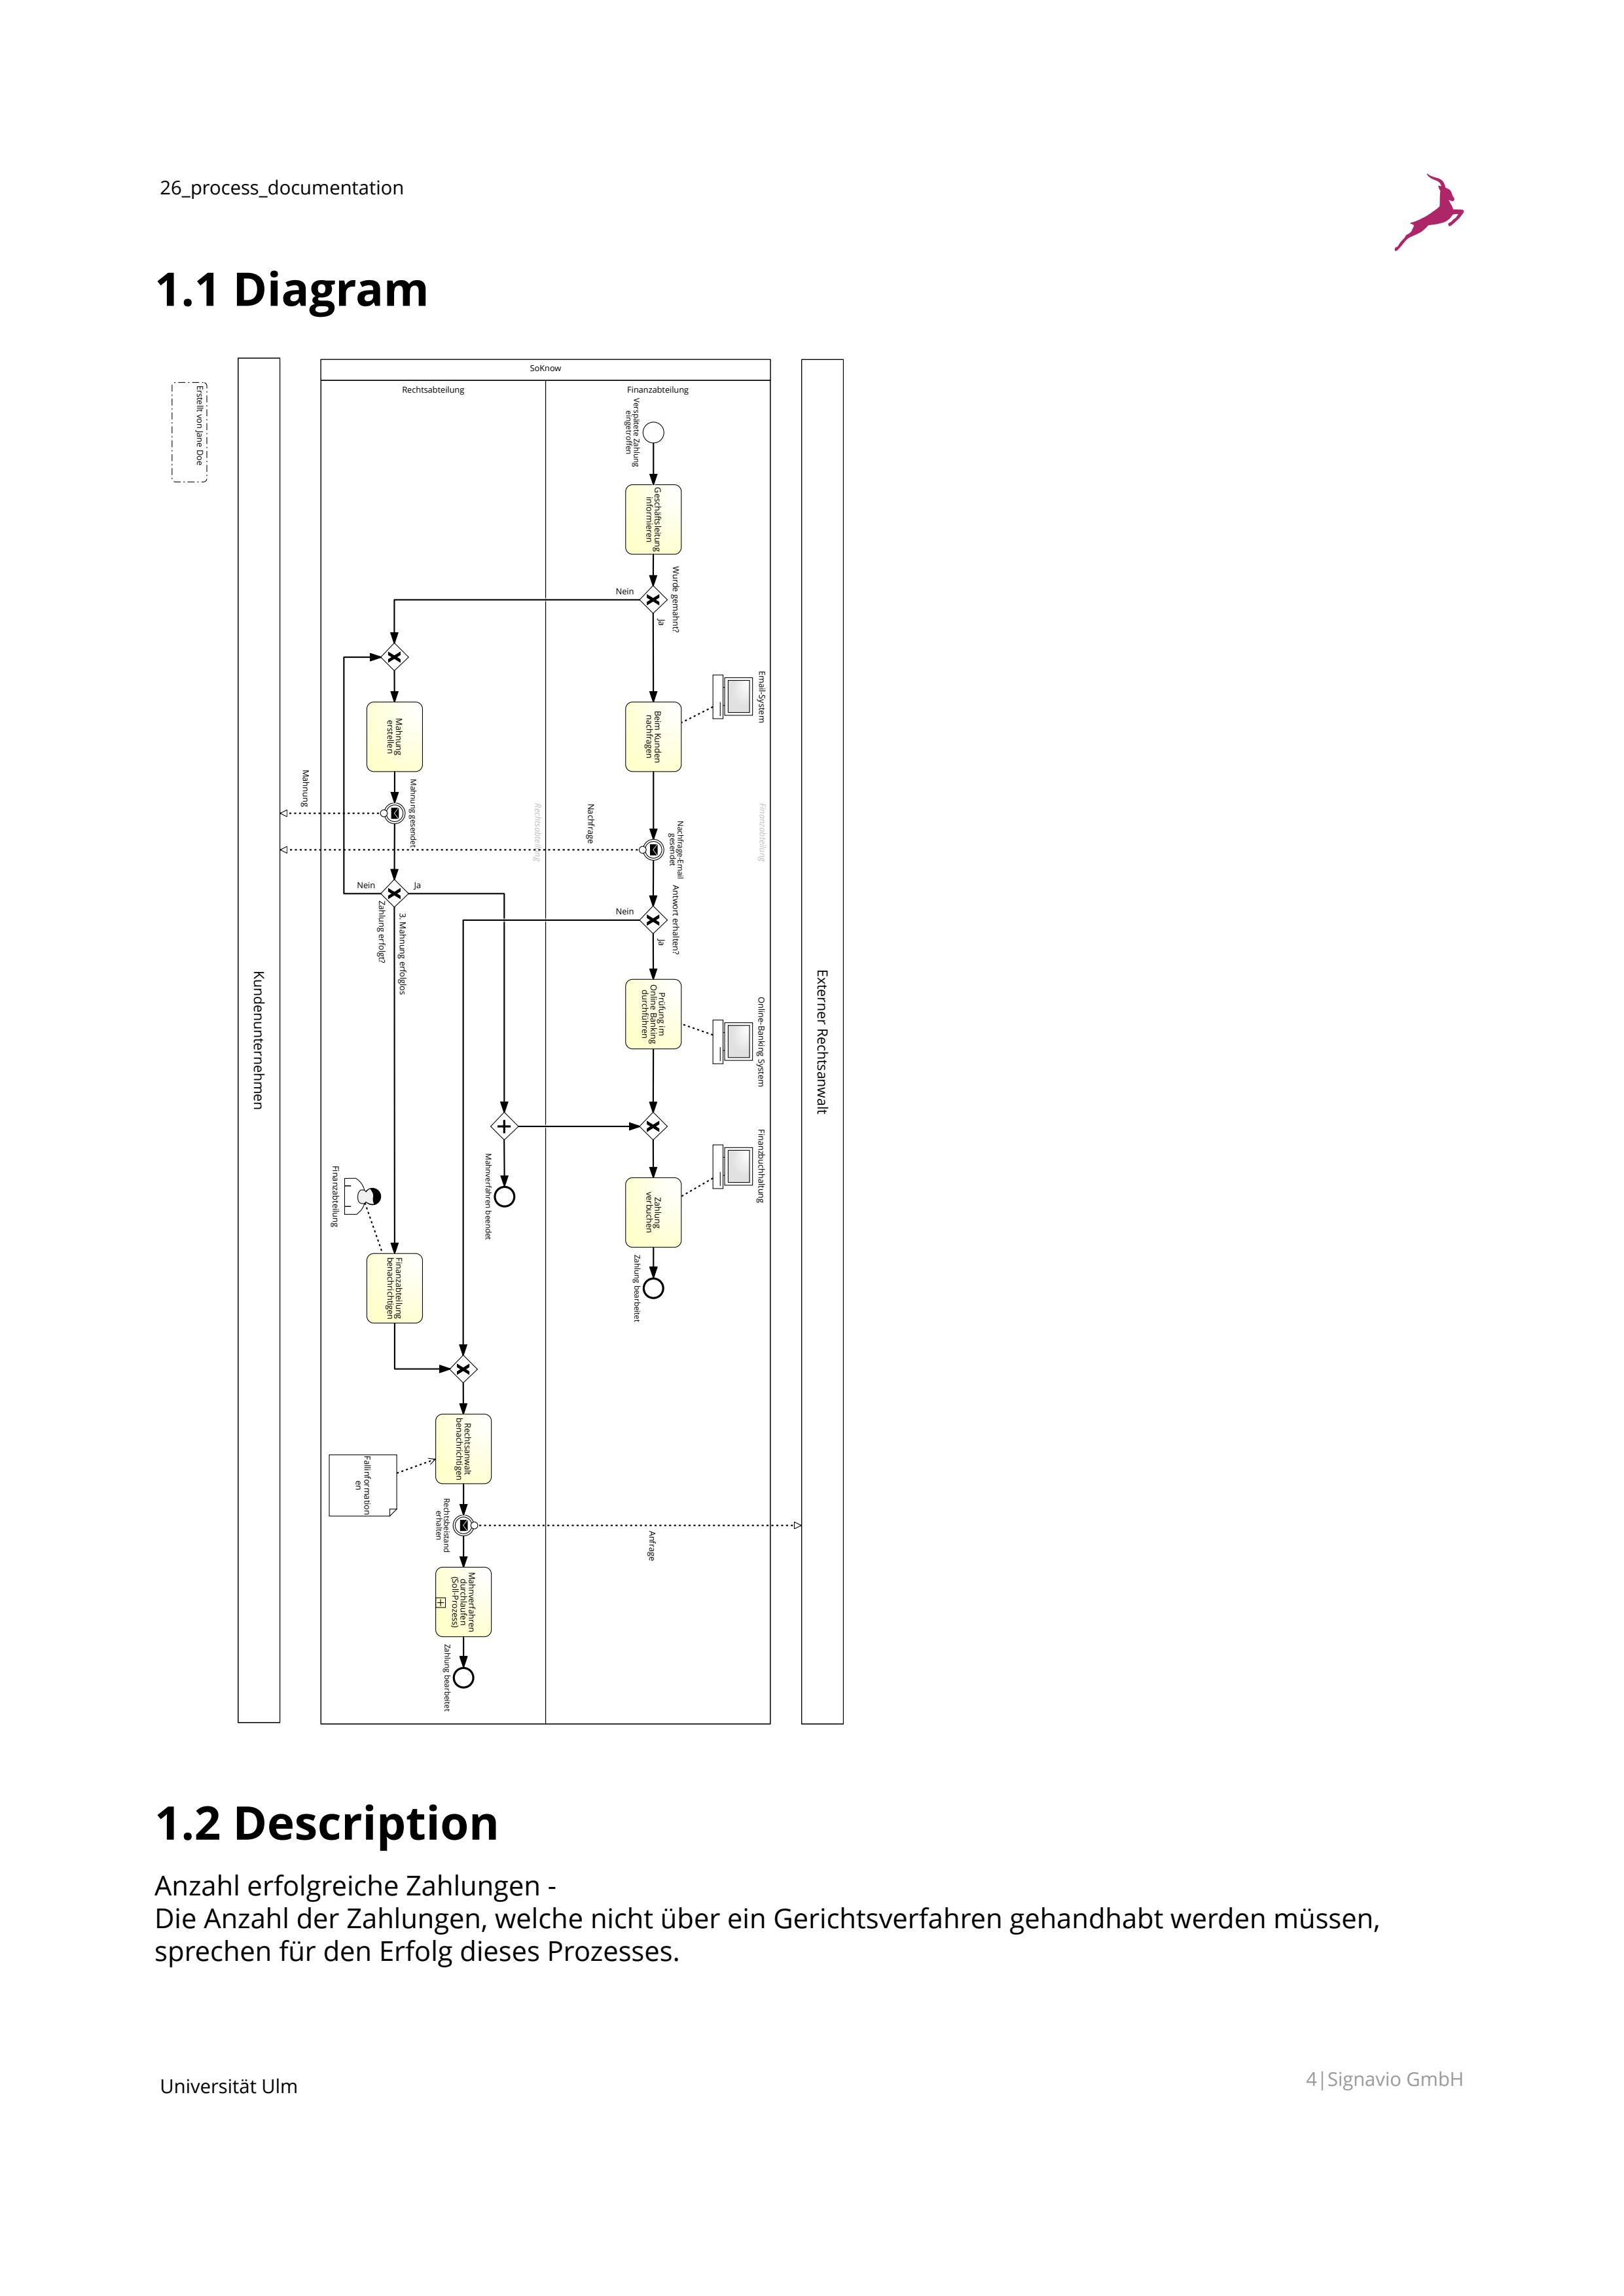 26_process_documentation
1.1 Diagram
SoKnow
Rechtsabteilung
Finanzabteilung
Erstellt von Jane Doe
Kundenunternehmen
Externer Rechtsanwalt
Verspätete Zahlung
eingetroffen
Geschäftsleitung
informieren
Wurde gemahnt?
Nein
Ja
Email-System
Beim Kunden
nachfragen
Mahnung
erstellen
Mahnung
Mahnung gesendet
Rechtsabteilung
Nachfrage
Finanzabteilung
Nachfrage-Email
gesendet
Nein
Ja
Zahlung erfolgt?
3. Mahnung erfolglos
Antwort erhalten?
Nein
Ja
Prüfung im
Online Banking
durchführen
Online-Banking System
Finanzbuchhaltung
Mahnverfahren beendet
Zahlung
verbuchen
Zahlung bearbeitet
Finanzabteilung
Finanzabteilung
benachrichtigen
Rechtsanwalt
benachrichtigen
Fallinformation
en
Rechtsbeistand
erhalten
Anfrage
Mahnverfahren
durchlaufen
(Soll-Prozess)
Zahlung bearbeitet
1.2 Description
Anzahl erfolgreiche Zahlungen -
Die Anzahl der Zahlungen, welche nicht über ein Gerichtsverfahren gehandhabt werden müssen,
sprechen für den Erfolg dieses Prozesses.
Universität Ulm
4|Signavio GmbH